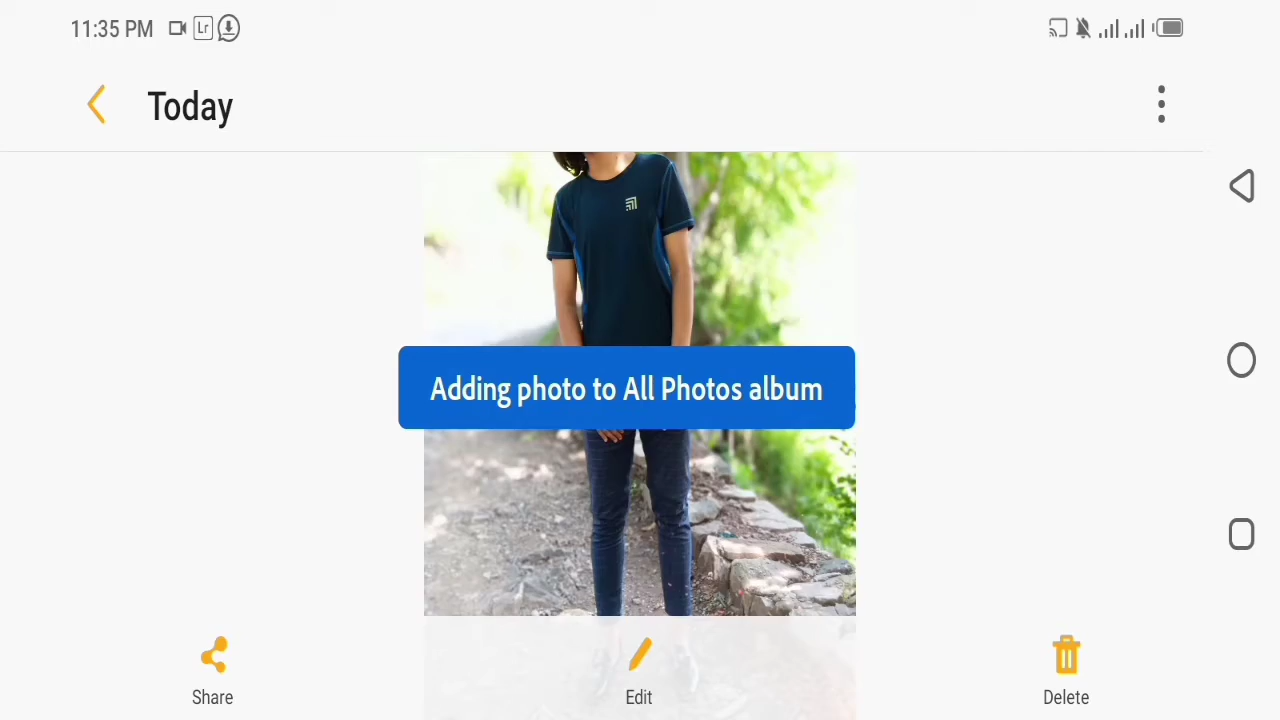 11:35 PM Lr
Today
Adding photo to All Photos album
Share
Edit
Delete